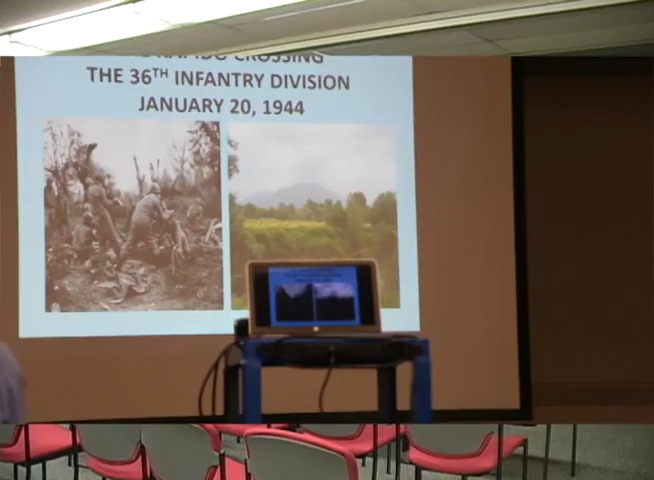 RAPIDO CROSSING
THE 36TH INFANTRY DIVISION
JANUARY 20, 1944